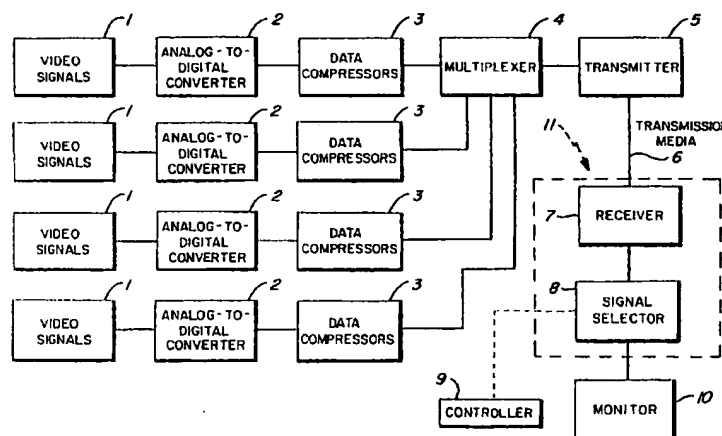 1 2 3 4 5
VIDEO SIGNALS
ANALOG-TO-
DIGITAL
CONVERTER
DATA
COMPRESSORS
MULTIPLEXER
TRANSMITTER
1 2 3
VIDEO
SIGNALS
ANALOG-TO-
DIGITAL
CONVERTER
DATA
COMPRESSORS
11
TRANSMISSION
MEDIA
6
1 2 3
VIDEO
SIGNALS
ANALOG-TO-
DIGITAL
CONVERTER
DATA
COMPRESSORS
7
RECEIVER
1 2 3
VIDEO
SIGNALS
ANALOG-TO-
DIGITAL
CONVERTER
DATA
COMPRESSORS
8
SIGNAL
SELECTOR
9
CONTROLLER
MONITOR
10